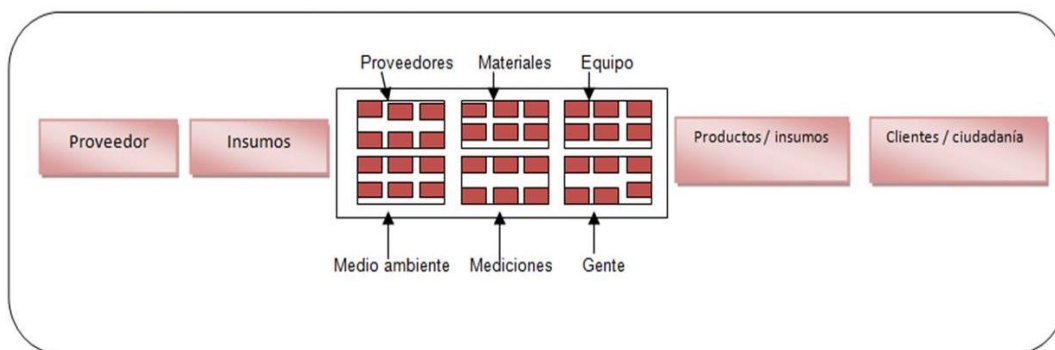 Proveedores Materiales Equipo
Proveedor
Insumos
Productos / insumos
Clientes / ciudadanía
Medio ambiente Mediciones Gente